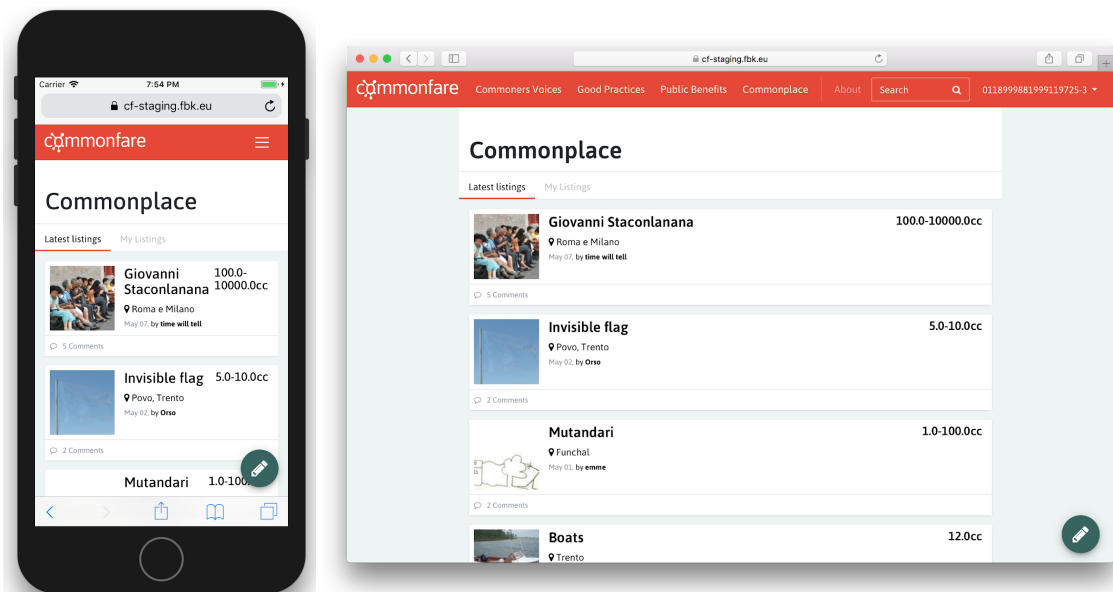 Carrier 7:54 PM
cf-staging.fbk.eu
commonfare
Commonplace
Latest listings My Listings
Giovanni Staconlanana 100.0-10000.0cc
Roma e Milano
May 07, by time will tell
5 Comments
Invisible flag 5.0-10.0cc
Povo, Trento
May 02, by Orso
2 Comments
Mutandari 1.0-100.
cf-staging.fbk.eu
commonfare Commoners Voices Good Practices Public Benefits Commonplace About Search 0118999881999119725-3
Commonplace
Latest listings My Listings
Giovanni Staconlanana 100.0-10000.0cc
Roma e Milano
May 07, by time will tell
5 Comments
Invisible flag 5.0-10.0cc
Povo, Trento
May 02, by Orso
2 Comments
Mutandari 1.0-100.0cc
Funchal
May 01, by emme
2 Comments
Boats 12.0cc
Trento